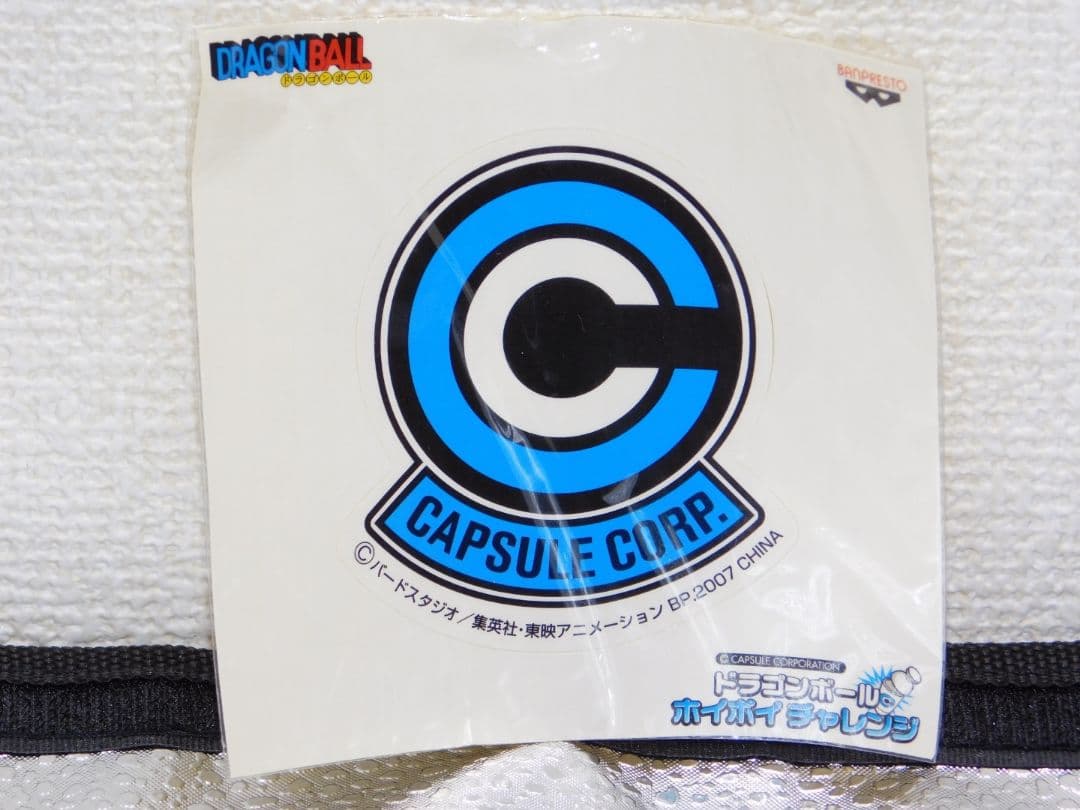 DRAGON BALL
ドラゴンボール
BANPRESTO
CAPSULE CORP.
©バードスタジオ/集英社・東映アニメーション BP.2007 CHINA
© CAPSULE CORPORATION
ドラゴンボール
ホイポイ チャレンジ